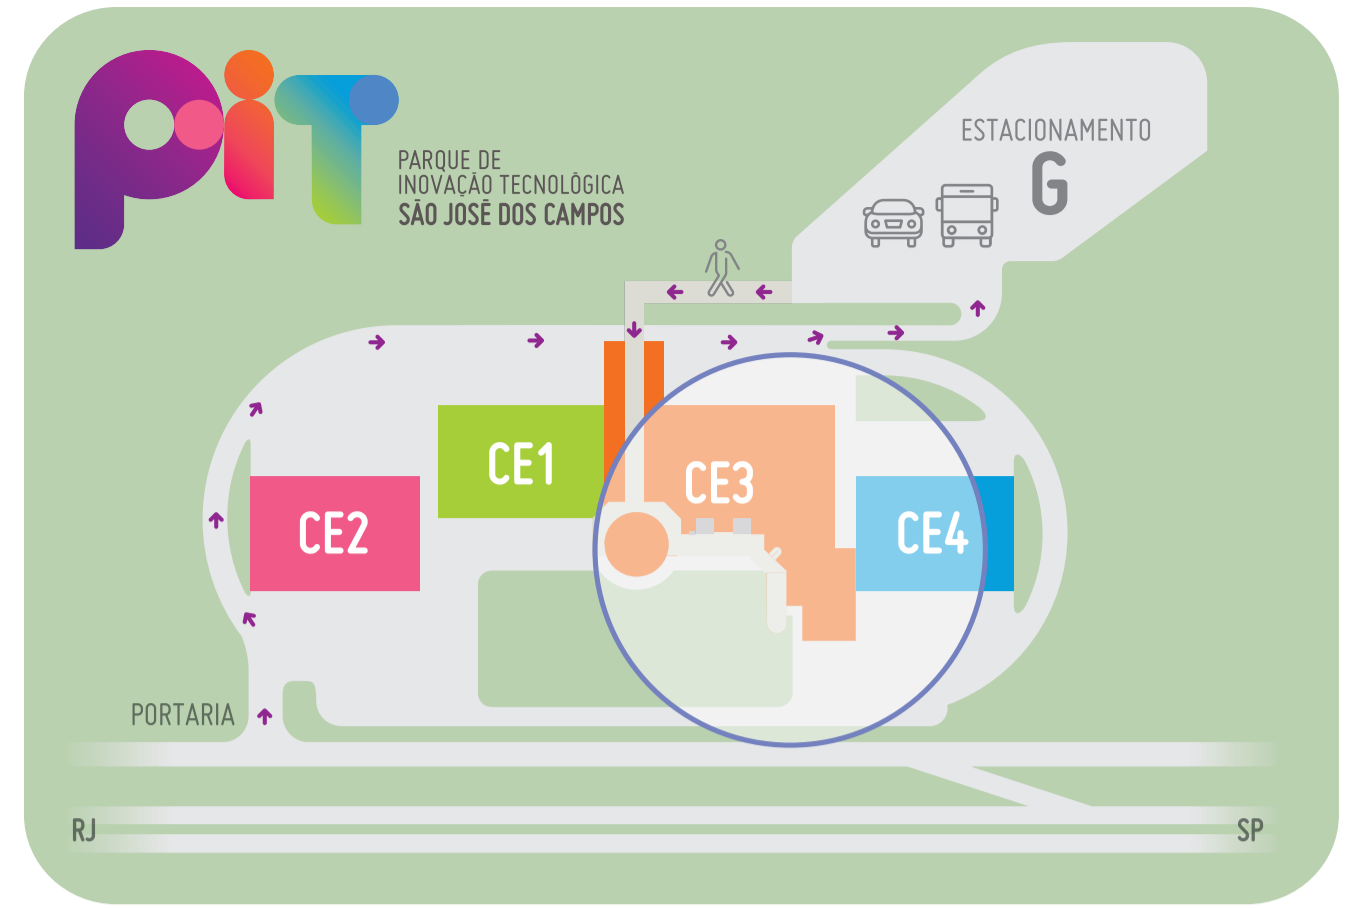 PiT
PARQUE DE
INOVAÇÃO TECNOLÓGICA
SÃO JOSÉ DOS CAMPOS
ESTACIONAMENTO
G
CE1
CE3
CE2
CE4
PORTARIA
RJ
SP